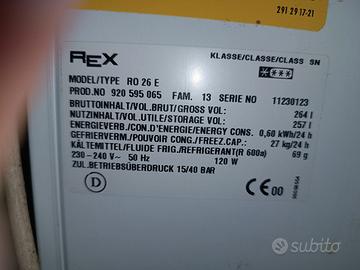 291 29 17-21
REX
KLASSE/CLASSE/CLASS SN
MODEL/TYPE RO 26 E
PROD.NO 920 595 065 FAM. 13 SERIE NO 11230123
BRUTTOINHALT/VOL.BRUT/GROSS VOL: 264 l
NUTZINHALT/VOL.UTILE/STORAGE VOL: 257 l
ENERGIEVERB./CON.D'ENERGIE/ENERGY CONS. 0,60 kWh/24 h
GEFRIERVERM./POUVOIR CONG./FREEZ.CAP.: 27 kg/24 h
KÄLTEMITTEL/FLUIDE FRIG./REFRIGERANT(R 600a) 69 g
230-240 V~ 50 Hz 120 W
ZUL.BETRIEBSÜBERDRUCK 15/40 BAR
D
CE 00
subito